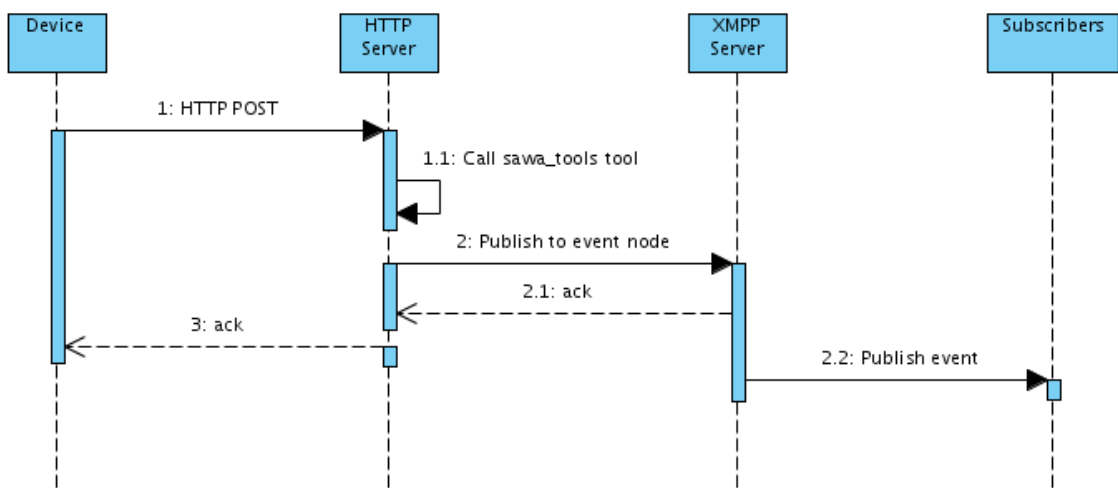 Device
HTTP
Server
XMPP
Server
Subscribers
1: HTTP POST
1.1: Call sawa_tools tool
2: Publish to event node
2.1: ack
3: ack
2.2: Publish event